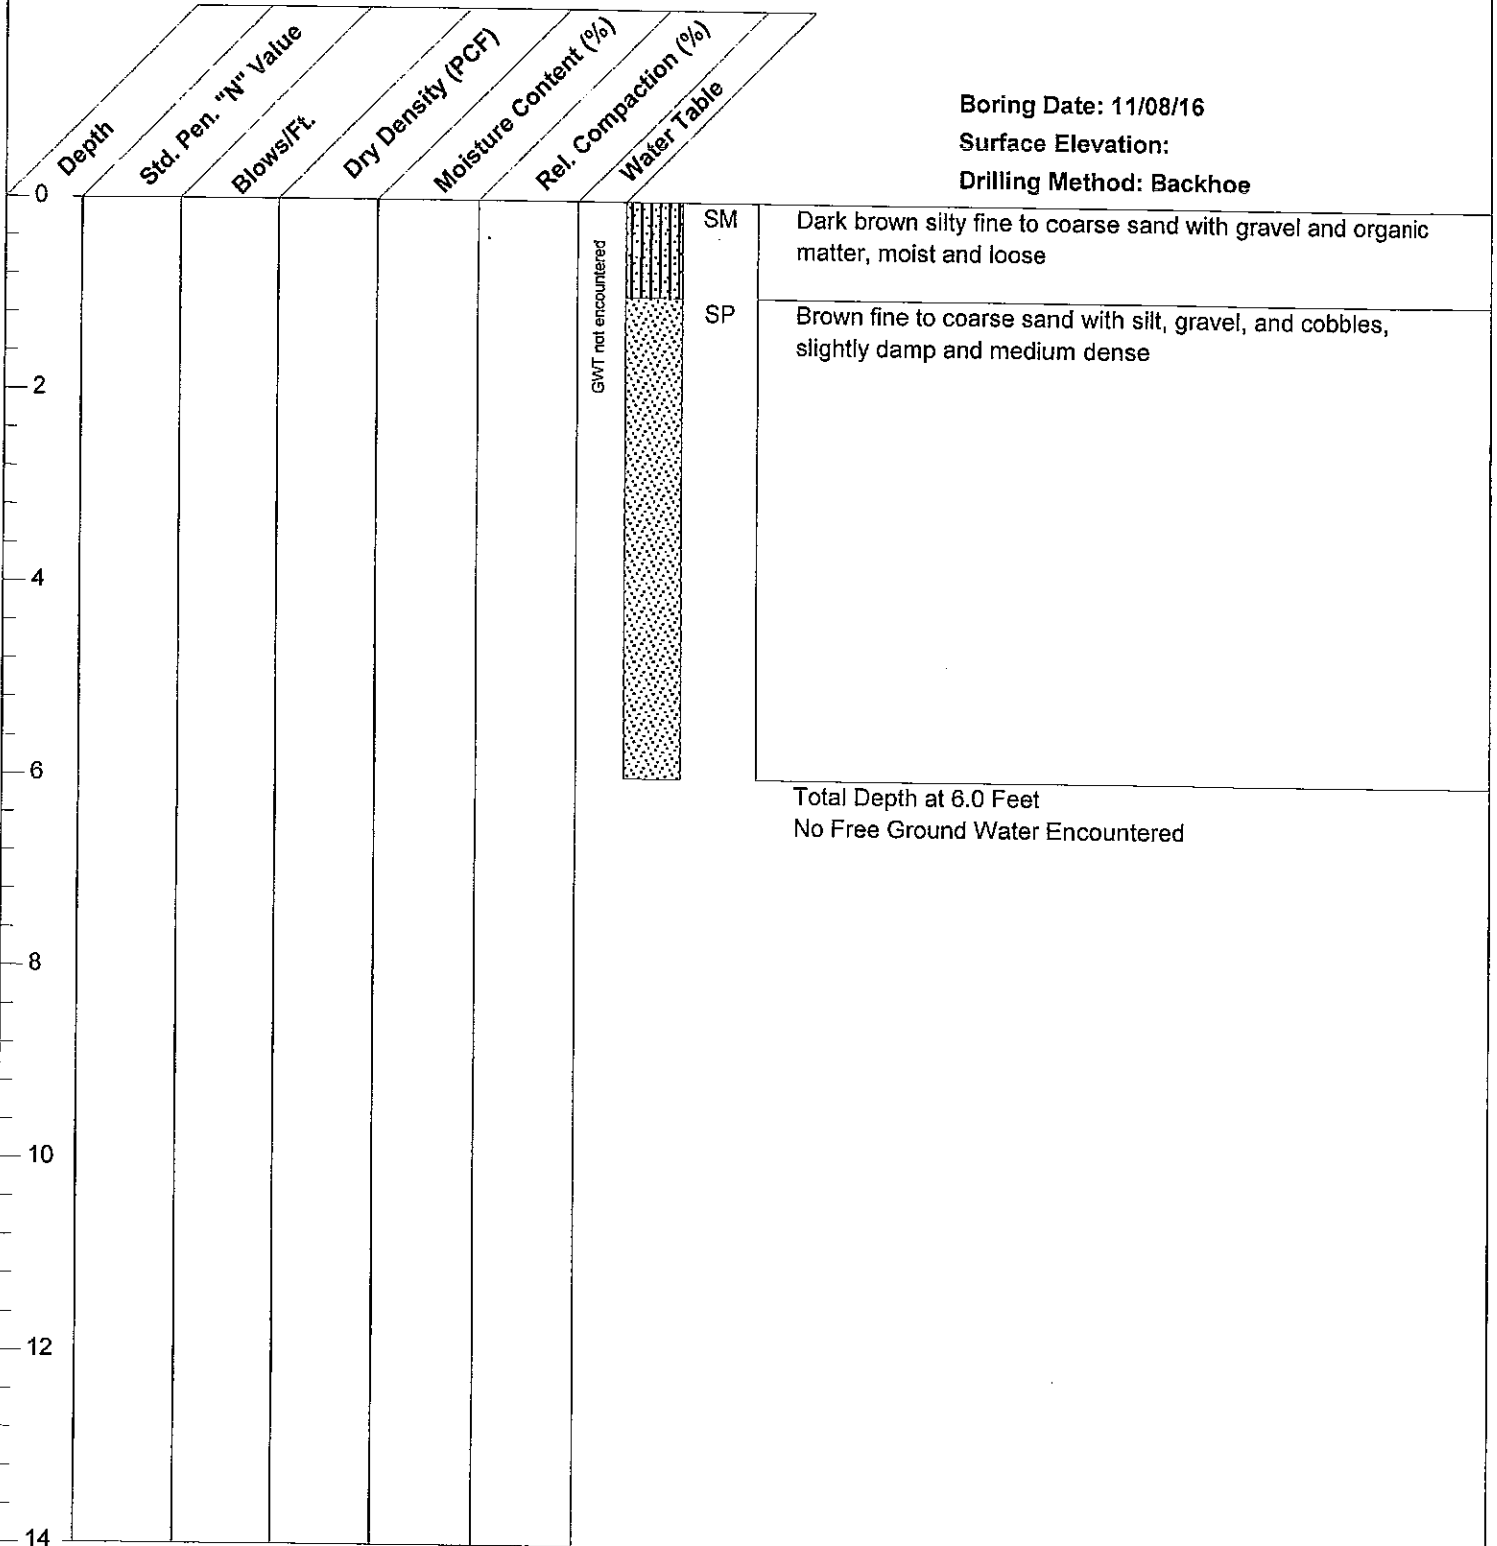 Depth
Std. Pen. "N" Value
Blows/Ft.
Dry Density (PCF)
Moisture Content (%)
Rel. Compaction (%)
Water Table
Boring Date: 11/08/16
Surface Elevation:
Drilling Method: Backhoe
0
GWT not encountered
SM
Dark brown silty fine to coarse sand with gravel and organic
matter, moist and loose
SP
Brown fine to coarse sand with silt, gravel, and cobbles,
slightly damp and medium dense
2
4
6
Total Depth at 6.0 Feet
No Free Ground Water Encountered
8
10
12
14